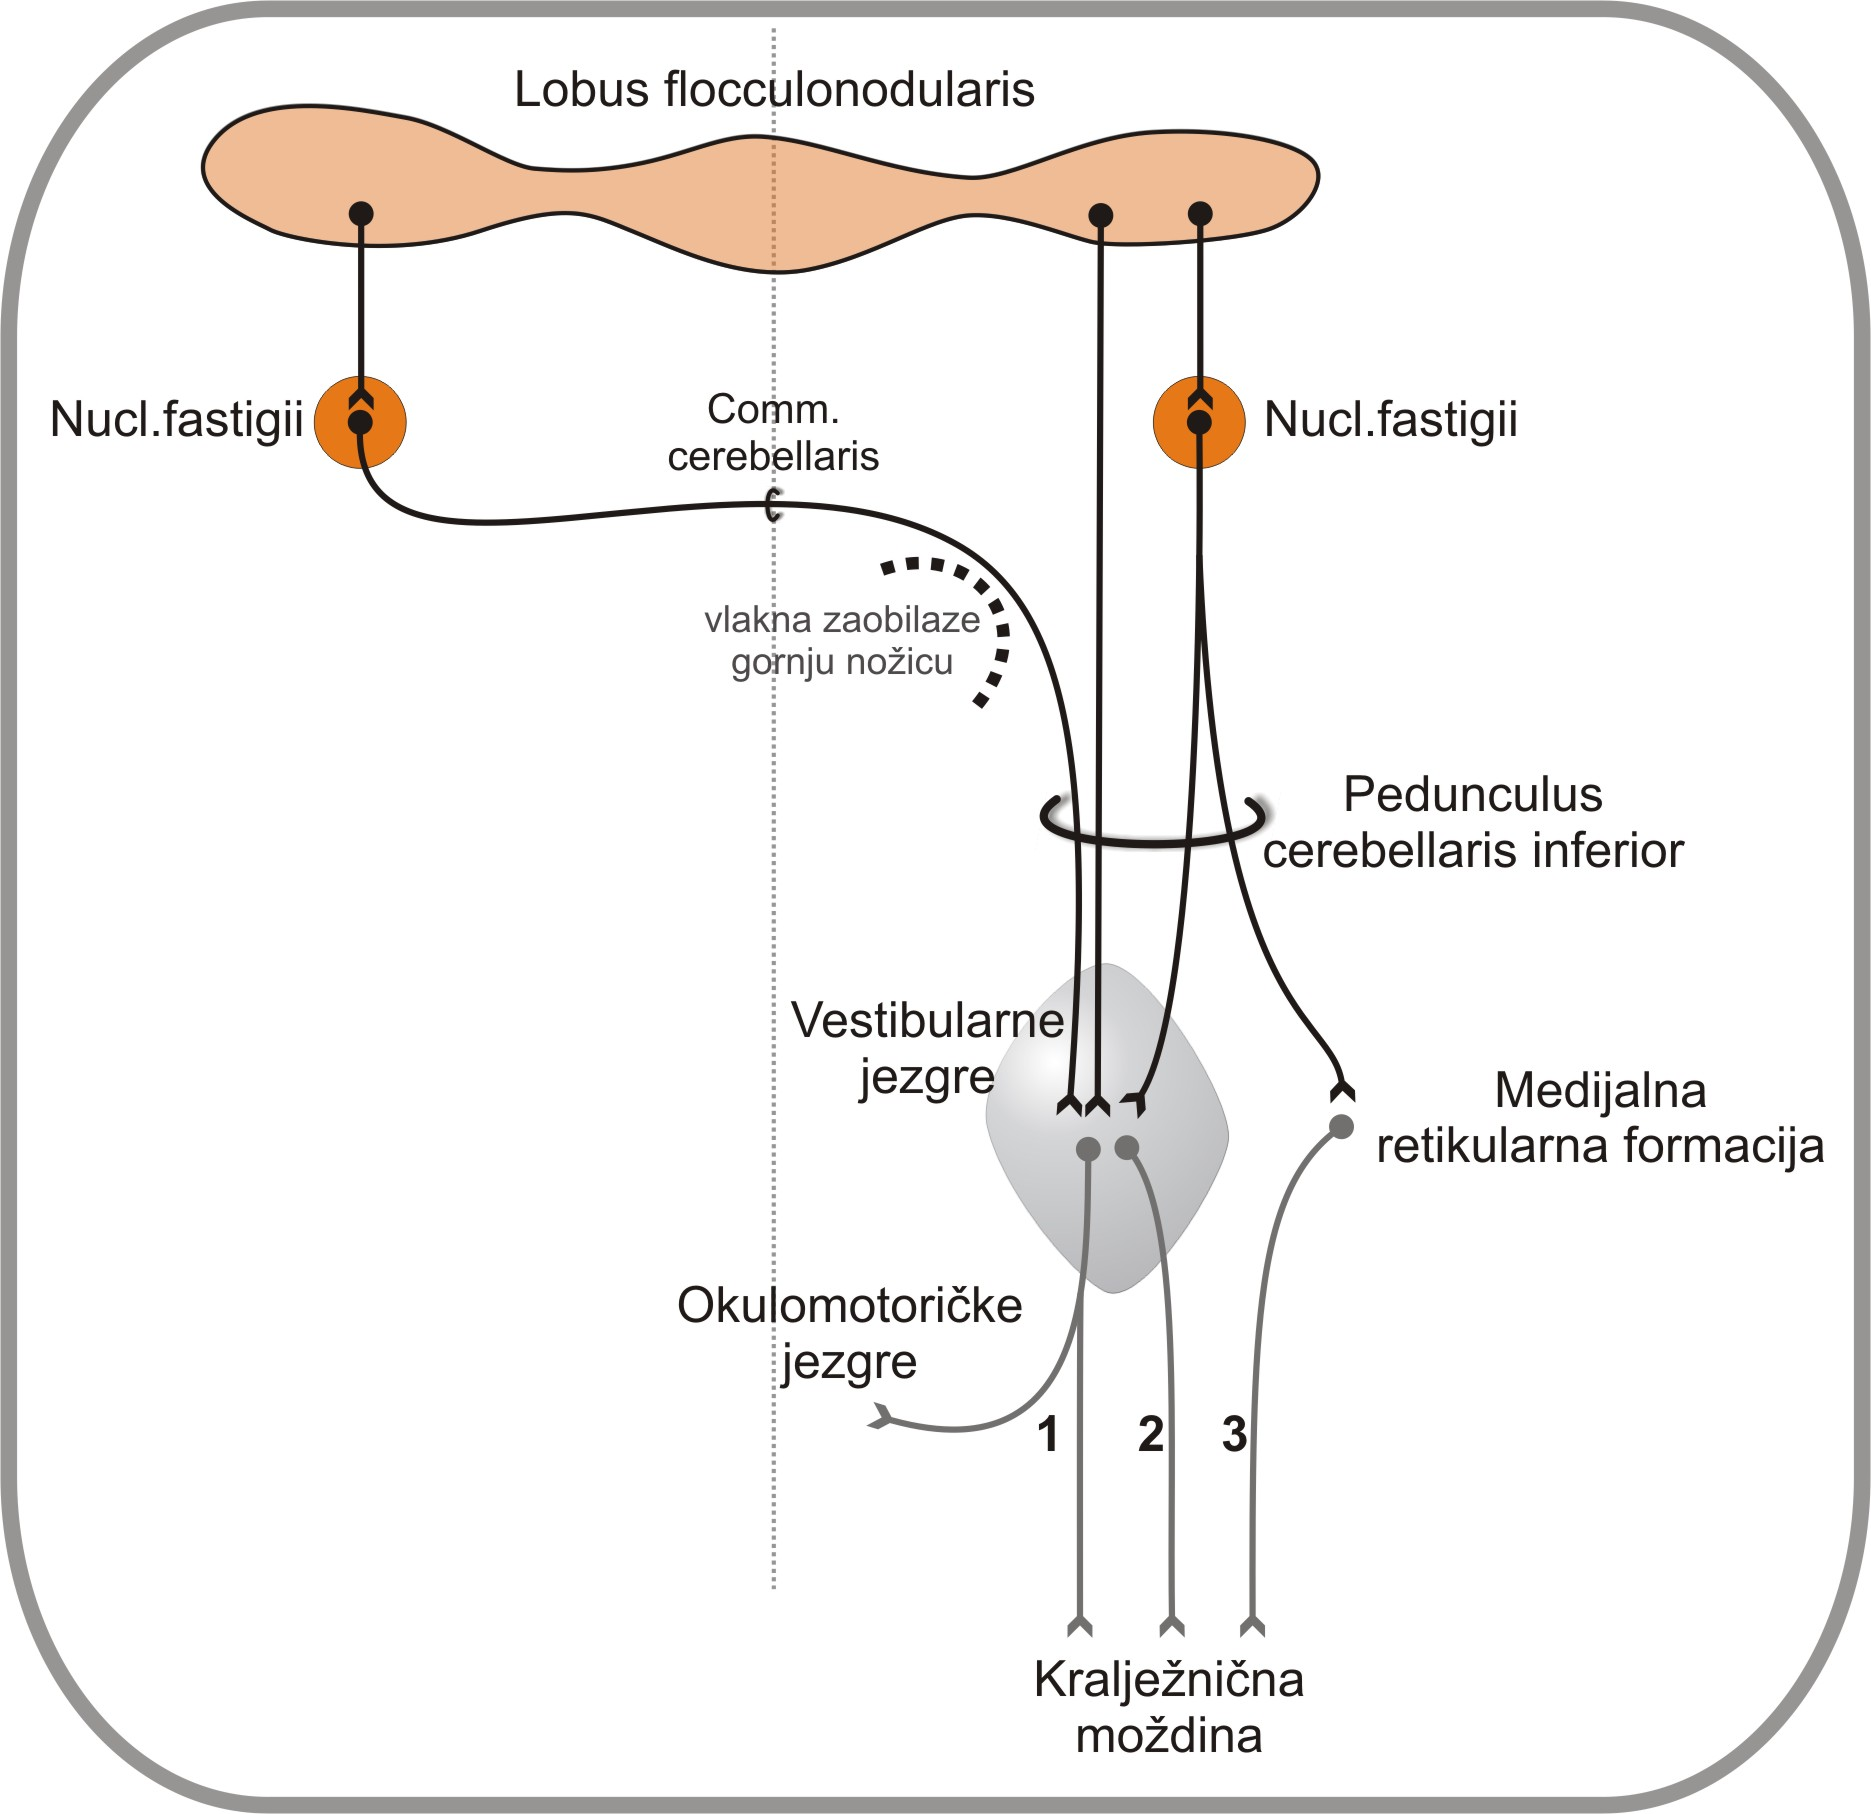 Lobus flocculonodularis
Nucl.fastigii
Comm.
cerebellaris
Nucl.fastigii
vlakna zaobilaze
gornju nožicu
Pedunculus
cerebellaris inferior
Vestibularne
jezgre
Medijalna
retikularna formacija
Okulomotoričke
jezgre
1
2
3
Kralježnična
moždina